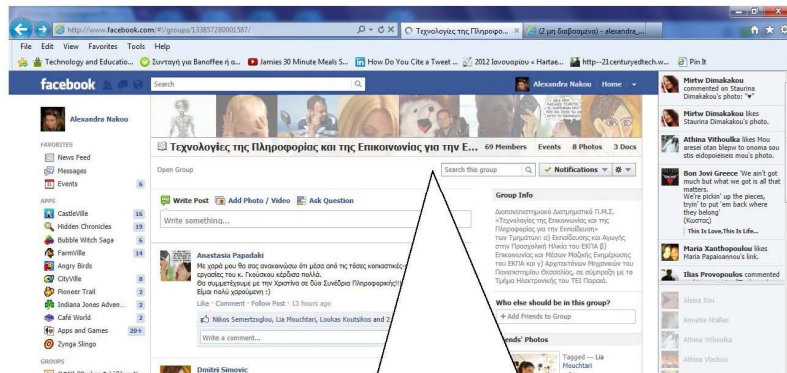 http://www.facebook.com/#!/groups/133857280001587/
Τεχνολογίες της Πληροφο...
(2 μη διαβασμένα) - alexandra_...
File Edit View Favorites Tools Help
Technology and Educatio...
Συνταγή για Banoffee ή α...
Jamies 30 Minute Meals S...
How Do You Cite a Tweet ...
2012 Ιανουαρίου « Hartae...
http--21centuryedtech.w...
Pin It
facebook
Search
Alexandra Nakou Home
Alexandra Nakou
FAVORITES
News Feed
Messages
Events 6
APPS
CastleVille 16
Hidden Chronicles 19
Bubble Witch Saga 6
FarmVille 14
Angry Birds
CityVille 8
Pioneer Trail 2
Indiana Jones Adven... 2
Café World 2
Apps and Games 20+
Zynga Slingo
GROUPS
Τεχνολογίες της Πληροφορίας και της Επικοινωνίας για την Ε...
69 Members Events 8 Photos 3 Docs
Open Group
Search this group
Notifications
Write Post Add Photo / Video Ask Question
Write something...
Anastasia Papadaki
Με χαρά μου θα σας ανακοινώσω ότι μέσα από τις τόσες κοπιαστικές
εργασίες του κ. Γκούσκου κέρδισα πολλά.
Θα συμμετέχουμε με την Χριστίνα σε δύο Συνέδρια Πληροφορικής!!!
Είμαι πολύ χαρούμενη :)
Like · Comment · Follow Post · 13 hours ago
Nikos Semertzoglou, Lia Mouchtari, Loukas Koutsikos and 2
Write a comment...
Dmitri Simovic
Group Info
Διαπανεπιστημιακό Διατμηματικό Π.Μ.Σ.
«Τεχνολογίες της Επικοινωνίας και της
Πληροφορίας για την Εκπαίδευση»
των Τμημάτων: α) Εκπαίδευσης και Αγωγής
στην Προσχολική Ηλικία του ΕΚΠΑ β)
Επικοινωνίας και Μέσων Μαζικής Ενημέρωσης
του ΕΚΠΑ και γ) Αρχιτεκτόνων Μηχανικών του
Πανεπιστημίου Θεσσαλίας, σε σύμπραξη με το
Τμήμα Ηλεκτρονικής του ΤΕΙ Πειραιά.
Who else should be in this group?
+ Add Friends to Group
ends' Photos
Tagged — Lia
Mouchtari
Mirtw Dimakakou
commented on Staurina
Dimakakou's photo: "♥"
Mirtw Dimakakou likes
Staurina Dimakakou's photo.
Athina Vithoulka likes Mou
aresei otan blepw to onoma sou
stis eidopoieiseis mou's photo.
Bon Jovi Greece 'We ain't got
much but what we got is all that
matters.
We're pickin' up the pieces,
tryin' to put 'em back where
they belong'
(Κωστας)
This Is Love,This Is Life...
Maria Xanthopoulou likes
Maria Papaioannou's link.
Ilias Provopoulos commented
Alexia Rini
Annetie Ntallas
Athina Vithoulka
Athina Vlachou